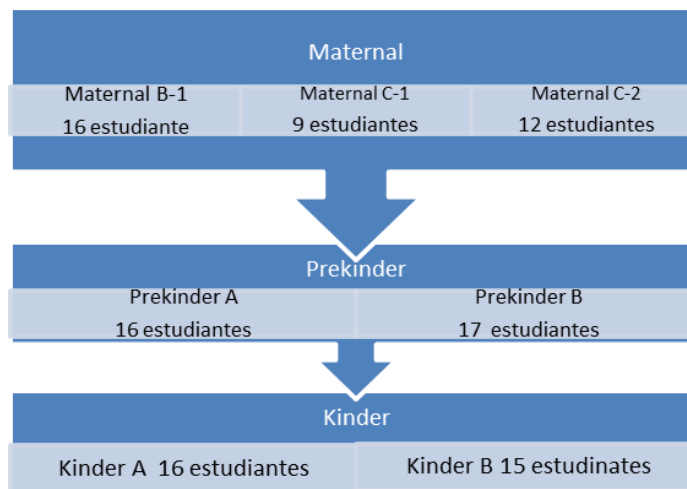 Maternal
Maternal B-1
16 estudiante
Maternal C-1
9 estudiantes
Maternal C-2
12 estudiantes
Prekinder
Prekinder A
16 estudiantes
Prekinder B
17 estudiantes
Kinder
Kinder A 16 estudiantes
Kinder B 15 estudinates